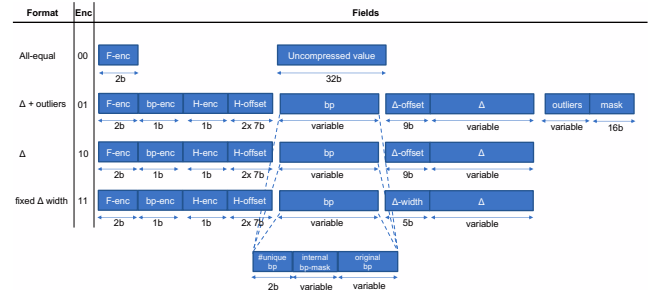 Format Enc Fields
All-equal 00 F-enc Uncompressed value
2b 32b
Δ + outliers 01 F-enc bp-enc H-enc H-offset bp Δ-offset Δ outliers mask
2b 1b 1b 2x 7b variable 9b variable variable 16b
Δ 10 F-enc bp-enc H-enc H-offset bp Δ-offset Δ
2b 1b 1b 2x 7b variable 9b variable
fixed Δ width 11 F-enc bp-enc H-enc H-offset bp Δ-width Δ
2b 1b 1b 2x 7b variable 5b variable
#unique bp internal bp-mask original bp
2b variable variable